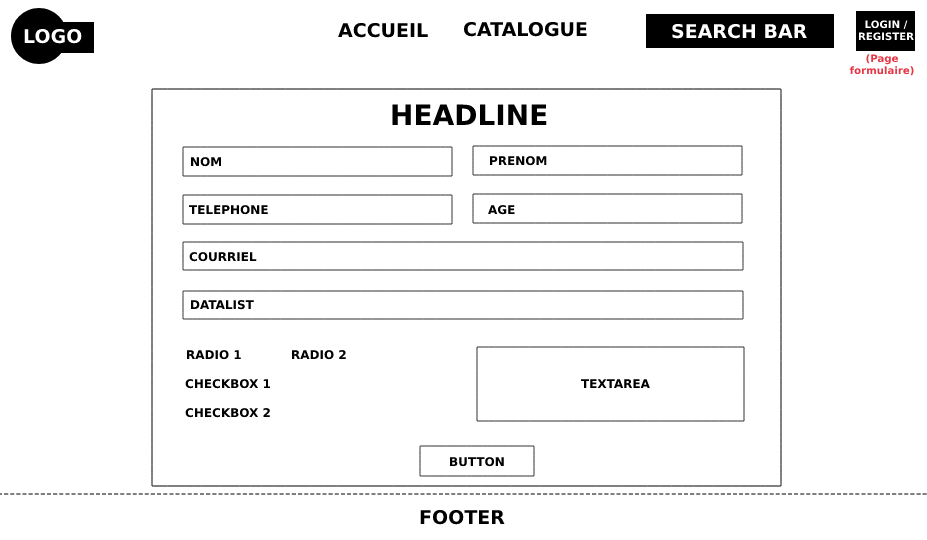 LOGO
ACCUEIL
CATALOGUE
SEARCH BAR
LOGIN /
REGISTER
(Page
formulaire)
HEADLINE
NOM
PRENOM
TELEPHONE
AGE
COURRIEL
DATALIST
RADIO 1
RADIO 2
CHECKBOX 1
CHECKBOX 2
TEXTAREA
BUTTON
FOOTER